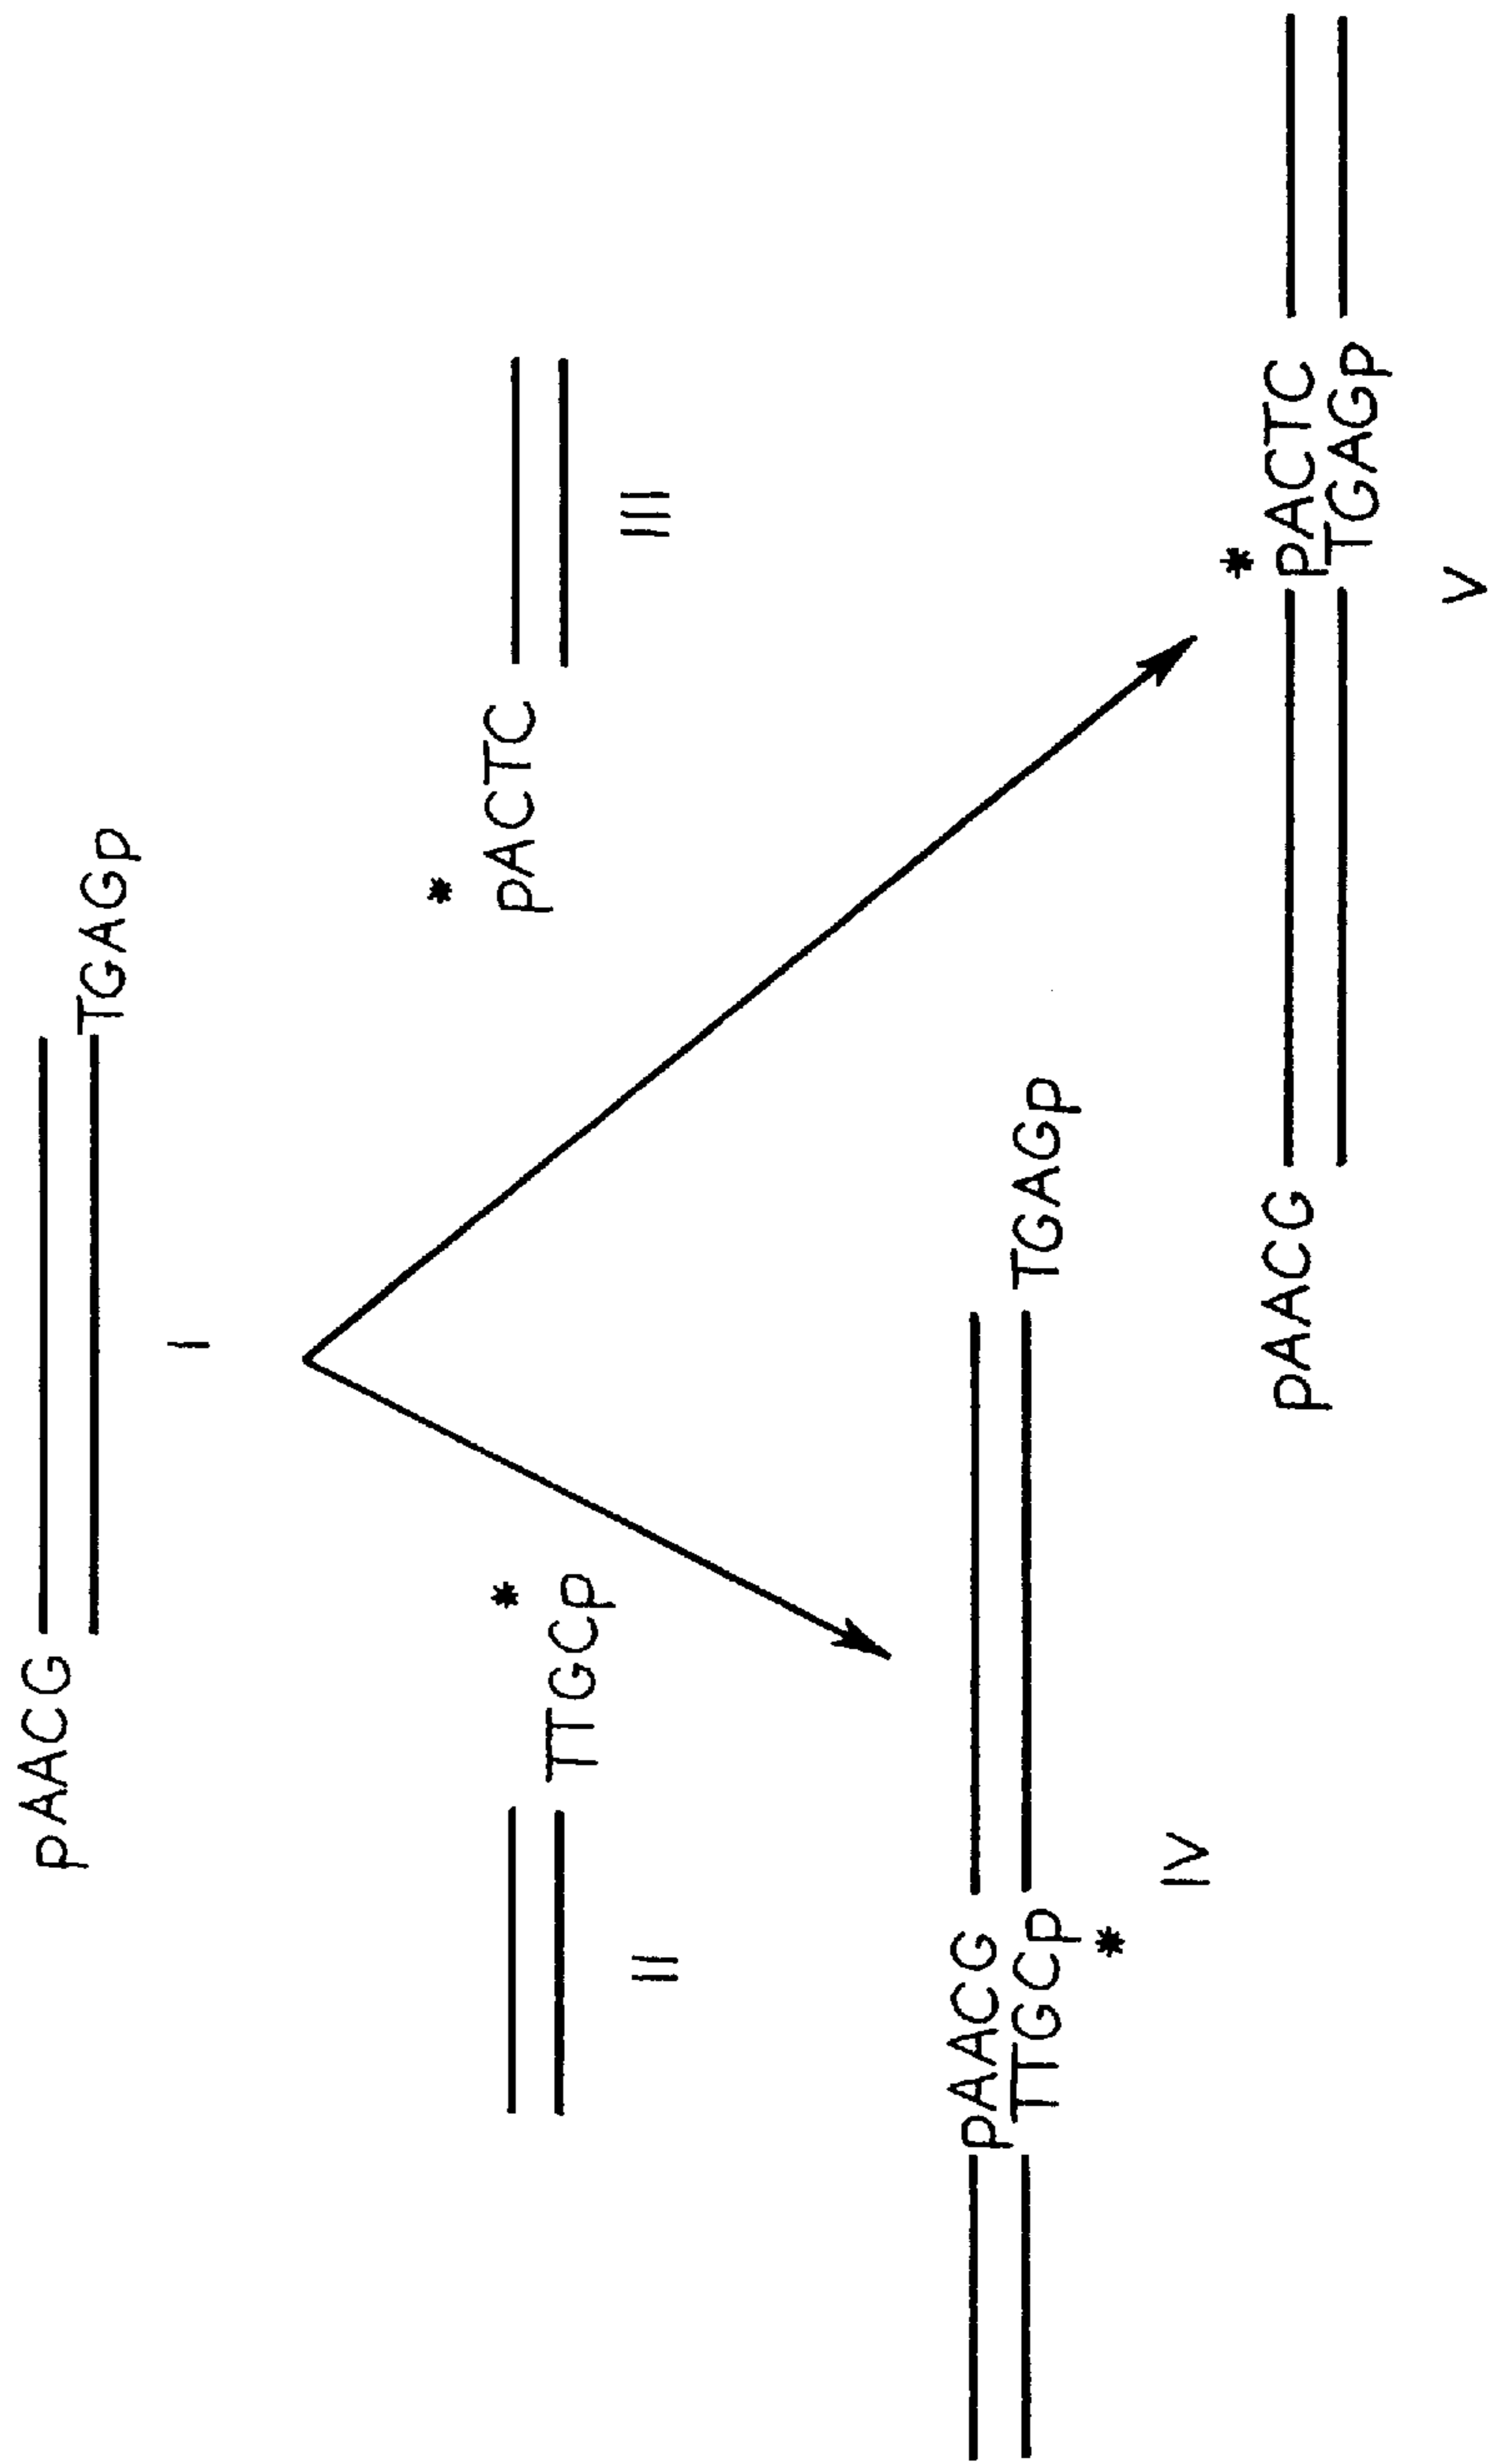 pAACG
TGAGp
I
*
pACTC
*
TTGCp
II
III
pAACG
TTGCp
TGAGp
*
IV
*
pAACG
pACTC
TGAGp
V